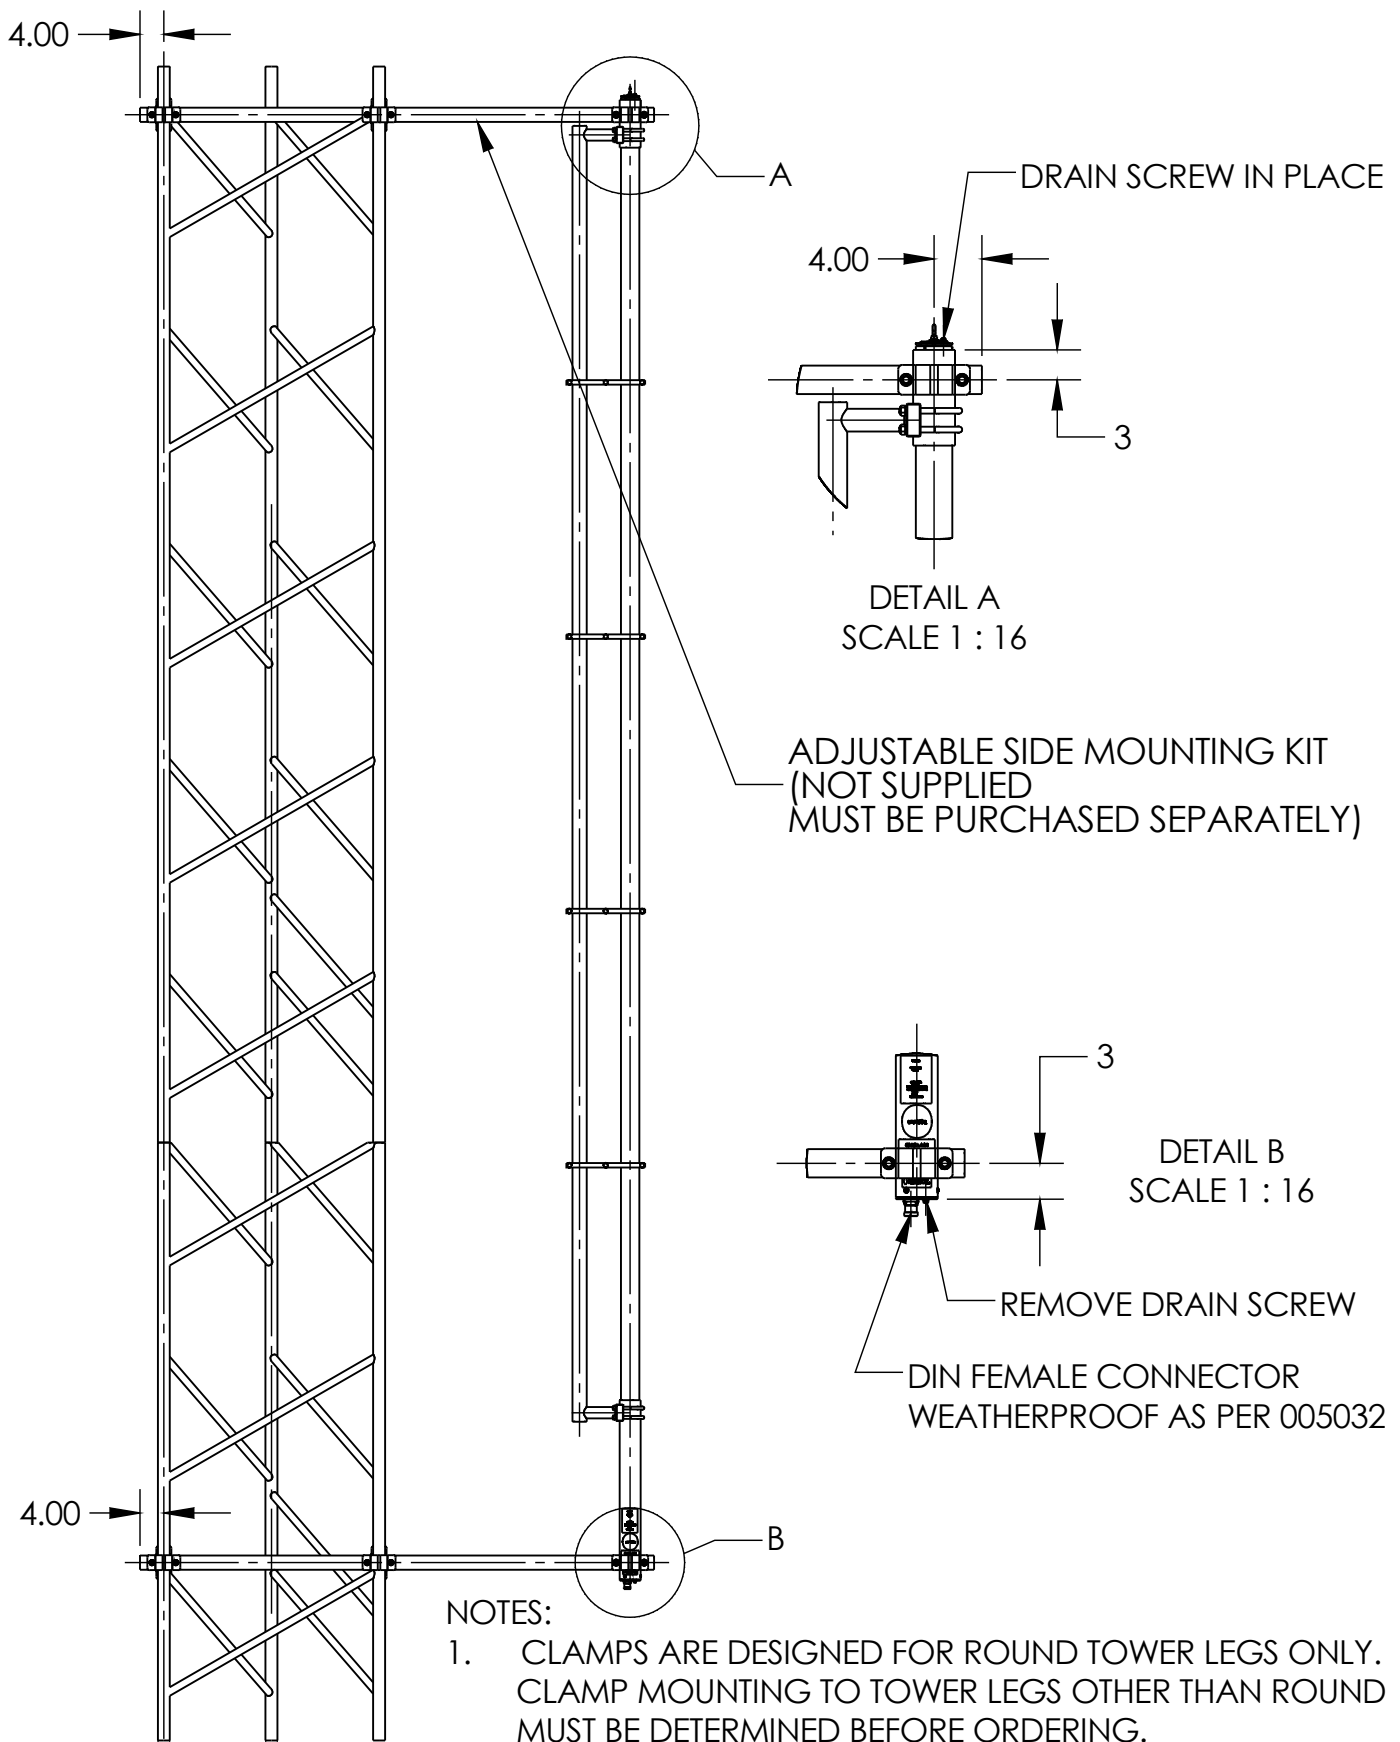 4.00
A
DRAIN SCREW IN PLACE
4.00
3
DETAIL A
SCALE 1 : 16
ADJUSTABLE SIDE MOUNTING KIT
(NOT SUPPLIED
MUST BE PURCHASED SEPARATELY)
3
DETAIL B
SCALE 1 : 16
REMOVE DRAIN SCREW
DIN FEMALE CONNECTOR
WEATHERPROOF AS PER 005032
4.00
B
NOTES:
1. CLAMPS ARE DESIGNED FOR ROUND TOWER LEGS ONLY.
CLAMP MOUNTING TO TOWER LEGS OTHER THAN ROUND
MUST BE DETERMINED BEFORE ORDERING.